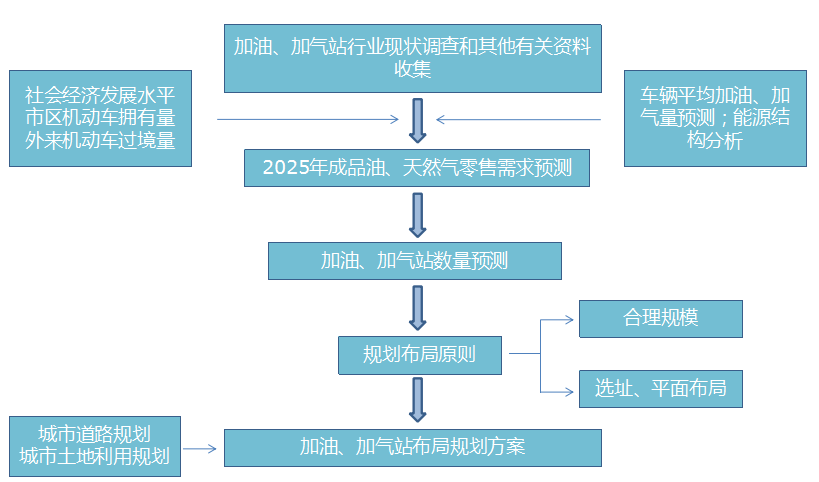 加油、加气站行业现状调查和其他有关资料
收集
社会经济发展水平
市区机动车拥有量
外来机动车过境量
车辆平均加油、加
气量预测；能源结
构分析
2025年成品油、天然气零售需求预测
加油、加气站数量预测
规划布局原则
合理规模
选址、平面布局
城市道路规划
城市土地利用规划
加油、加气站布局规划方案